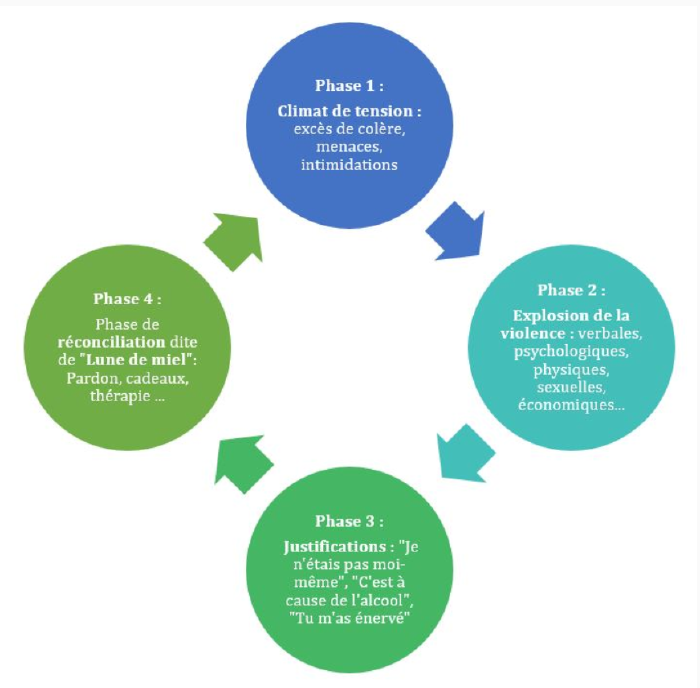 Phase 1 :
Climat de tension :
excès de colère,
menaces,
intimidations
Phase 2 :
Explosion de la
violence : verbales,
psychologiques,
physiques,
sexuelles,
économiques...
Phase 3 :
Justifications : "Je
n'étais pas moi-
même", "C'est à
cause de l'alcool",
"Tu m'as énervé"
Phase 4 :
Phase de
réconciliation dite
de "Lune de miel":
Pardon, cadeaux,
thérapie ...